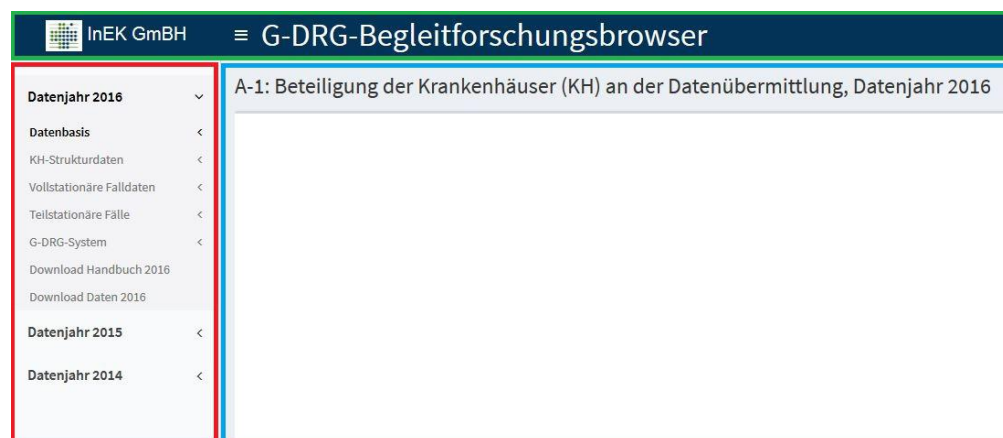 InEK GmBH
≡ G-DRG-Begleitforschungsbrowser
Datenjahr 2016
Datenbasis
KH-Strukturdaten
Vollstationäre Falldaten
Teilstationäre Fälle
G-DRG-System
Download Handbuch 2016
Download Daten 2016
Datenjahr 2015
Datenjahr 2014
A-1: Beteiligung der Krankenhäuser (KH) an der Datenübermittlung, Datenjahr 2016